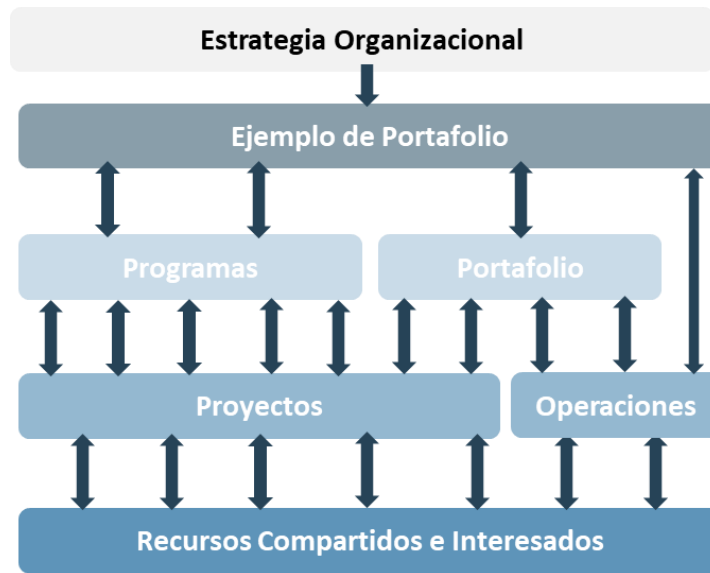 Estrategia Organizacional
Ejemplo de Portafolio
Programas
Portafolio
Proyectos
Operaciones
Recursos Compartidos e Interesados